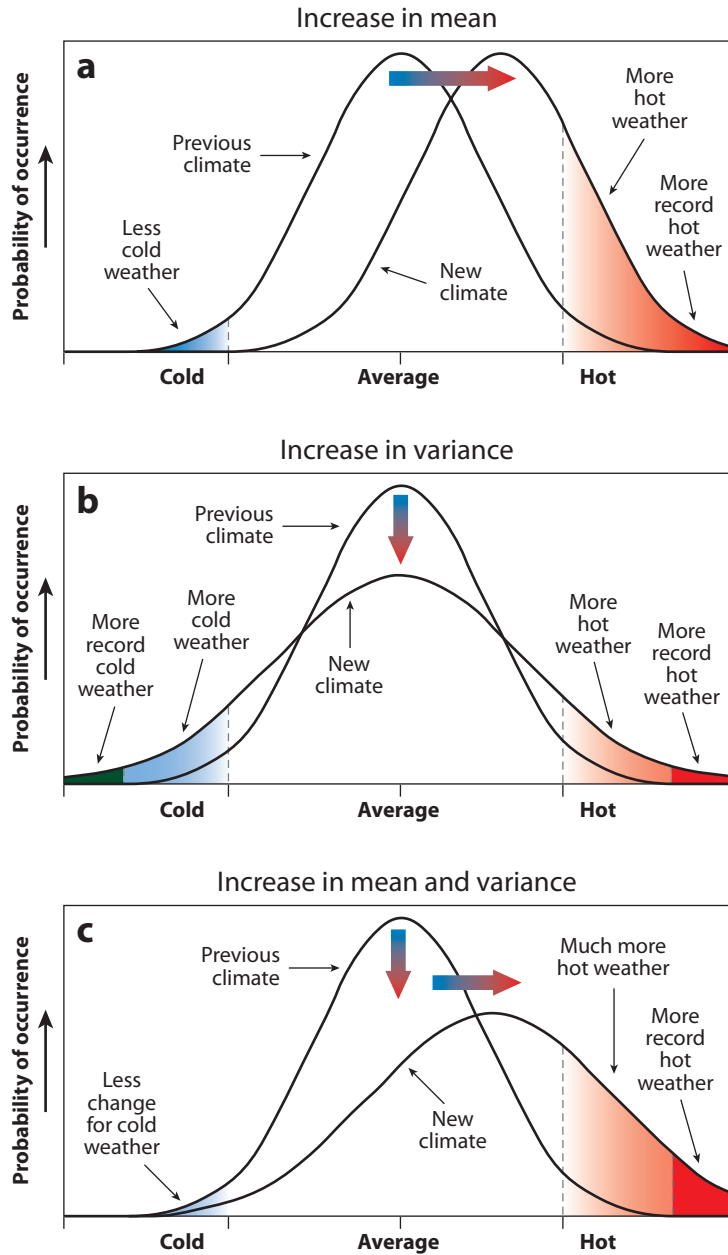 Increase in mean
a
Probability of occurrence
Previous
climate
Less
cold
weather
New
climate
More
hot
weather
More
record
hot
weather
Cold
Average
Hot
Increase in variance
b
Probability of occurrence
Previous
climate
More
record
cold
weather
More
cold
weather
New
climate
More
hot
weather
More
record
hot
weather
Cold
Average
Hot
Increase in mean and variance
c
Probability of occurrence
Previous
climate
Less
change
for cold
weather
New
climate
Much more
hot weather
More
record
hot
weather
Cold
Average
Hot